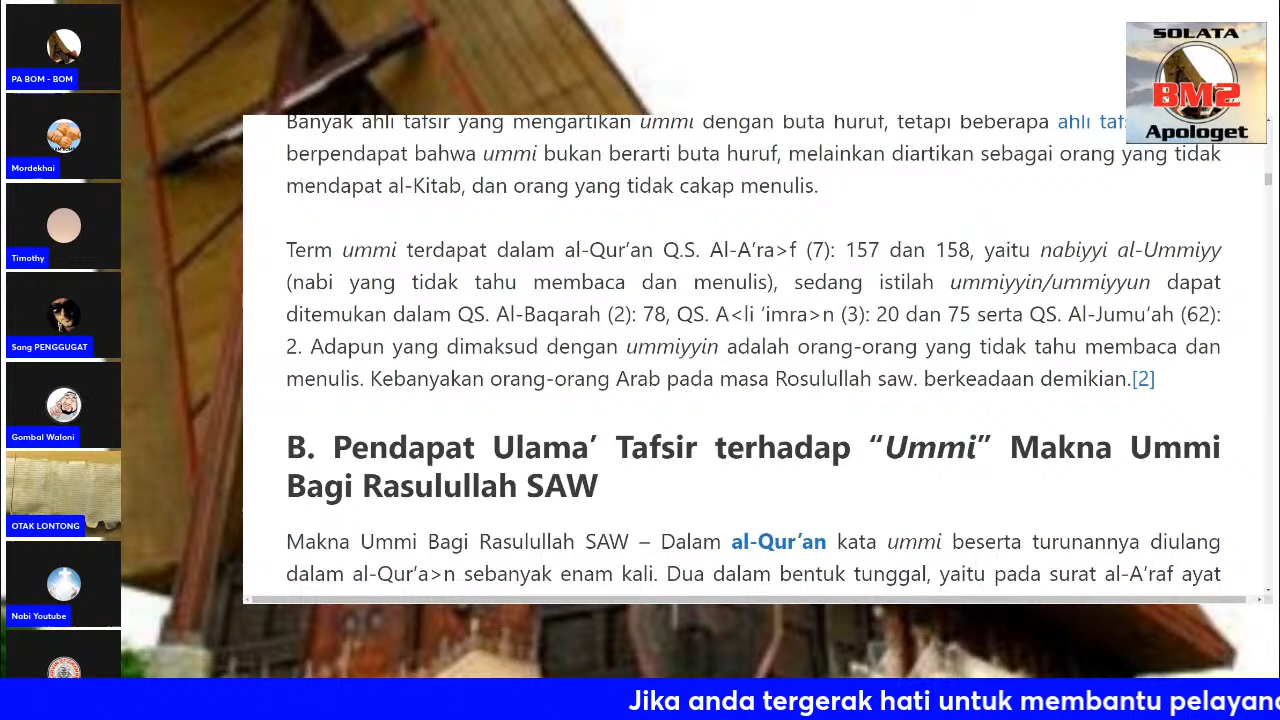 PA BOM - BOM
Mordekhai
Timothy
Sang PENGGUGAT
Gombal Waloni
OTAK LONTONG
Nabi Youtube
SOLATA
BM2
Apologet
Banyak ahli tafsir yang mengartikan ummi dengan buta huruf, tetapi beberapa ahli
berpendapat bahwa ummi bukan berarti buta huruf, melainkan diartikan sebagai orang yang tidak
mendapat al-Kitab, dan orang yang tidak cakap menulis.
Term ummi terdapat dalam al-Qur’an Q.S. Al-A’ra>f (7): 157 dan 158, yaitu nabiyyi al-Ummiyy
(nabi yang tidak tahu membaca dan menulis), sedang istilah ummiyyin/ummiyyun dapat
ditemukan dalam QS. Al-Baqarah (2): 78, QS. A<li ‘imra>n (3): 20 dan 75 serta QS. Al-Jumu’ah (62):
2. Adapun yang dimaksud dengan ummiyyin adalah orang-orang yang tidak tahu membaca dan
menulis. Kebanyakan orang-orang Arab pada masa Rosulullah saw. berkeadaan demikian.[2]
B. Pendapat Ulama’ Tafsir terhadap “Ummi” Makna Ummi
Bagi Rasulullah SAW
Makna Ummi Bagi Rasulullah SAW – Dalam al-Qur’an kata ummi beserta turunannya diulang
dalam al-Qur’a>n sebanyak enam kali. Dua dalam bentuk tunggal, yaitu pada surat al-A’raf ayat
Jika anda tergerak hati untuk membantu pelayan